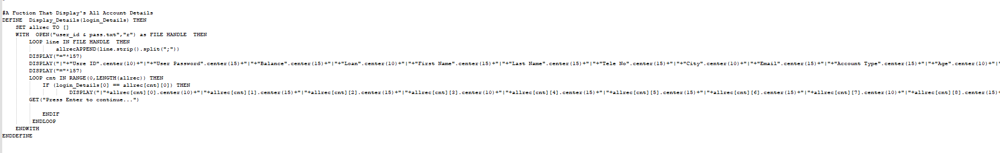 #A Fuction That Display's All Account Details
DEFINE  Display_Details(login_Details) THEN
    SET allrec TO []
    WITH  OPEN("user_id & pass.txt","r") as FILE HANDLE  THEN
        LOOP line IN FILE HANDLE  THEN
                allrecAPPEND(line.strip().split(";"))
        DISPLAY("="*157)
        DISPLAY("|"+"Usre ID".center(10)+"|"+"User Password".center(15)+"|"+"Balance".center(15)+"|"+"Loan".center(10)+"|"+"First Name".center(15)+"|"+"Last Name".center(15)+"|"+"Tele No".center(15)+"|"+"City".center(10)+"|"+"Email".center(15)+"|"+"Account Type".center(15)+"|"+"Age".center(10)+"|"
        DISPLAY("="*157)
        LOOP cnt IN RANGE(0,LENGTH(allrec)) THEN
            IF (login_Details[0] == allrec[cnt][0]) THEN
                    DISPLAY("|"+allrec[cnt][0].center(10)+"|"+allrec[cnt][1].center(15)+"|"+allrec[cnt][2].center(15)+"|"+allrec[cnt][3].center(10)+"|"+allrec[cnt][4].center(15)+"|"+allrec[cnt][5].center(15)+"|"+allrec[cnt][6].center(15)+"|"+allrec[cnt][7].center(10)+"|"+allrec[cnt][8].center(15)+
        GET("Press Enter to continue...")
            ENDIF
         ENDLOOP
    ENDWITH
ENDDEFINE